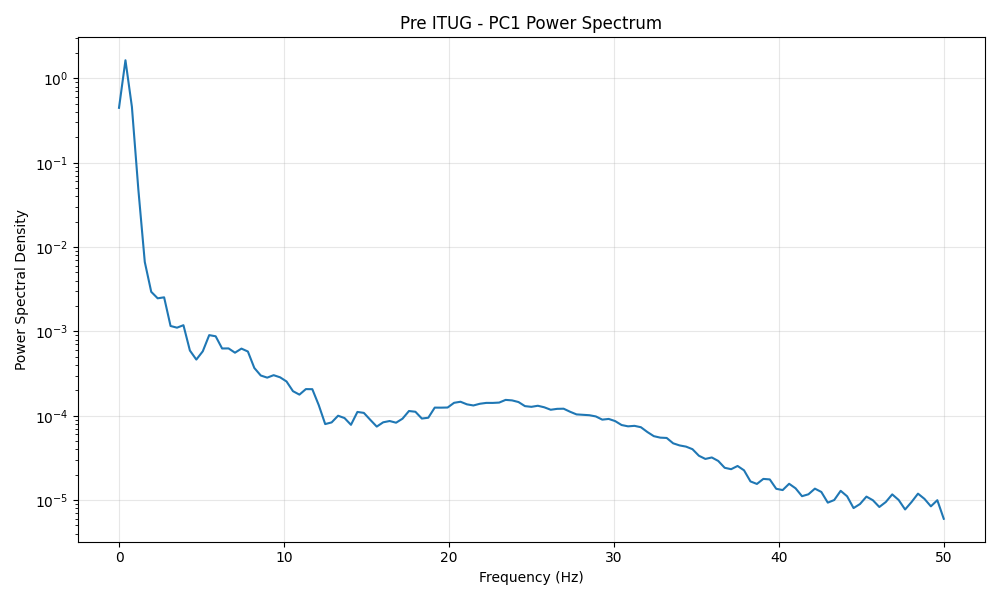 Pre ITUG - PC1 Power Spectrum
Power Spectral Density
10⁰
10⁻¹
10⁻²
10⁻³
10⁻⁴
10⁻⁵
0 10 20 30 40 50
Frequency (Hz)